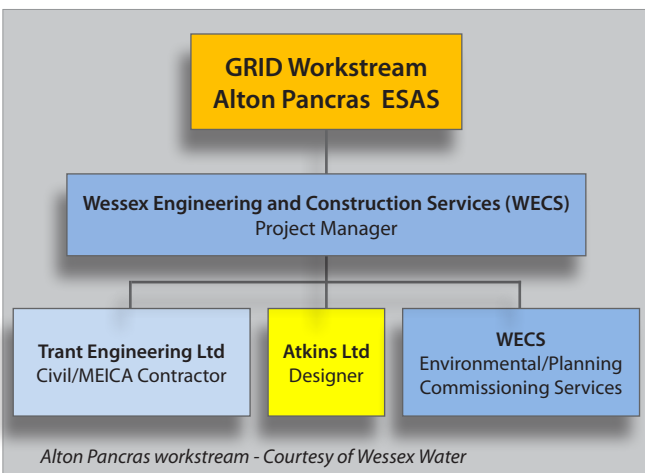 GRID Workstream
Alton Pancras ESAS
Wessex Engineering and Construction Services (WECS)
Project Manager
Trant Engineering Ltd
Civil/MEICA Contractor
Atkins Ltd
Designer
WECS
Environmental/Planning
Commissioning Services
Alton Pancras workstream - Courtesy of Wessex Water